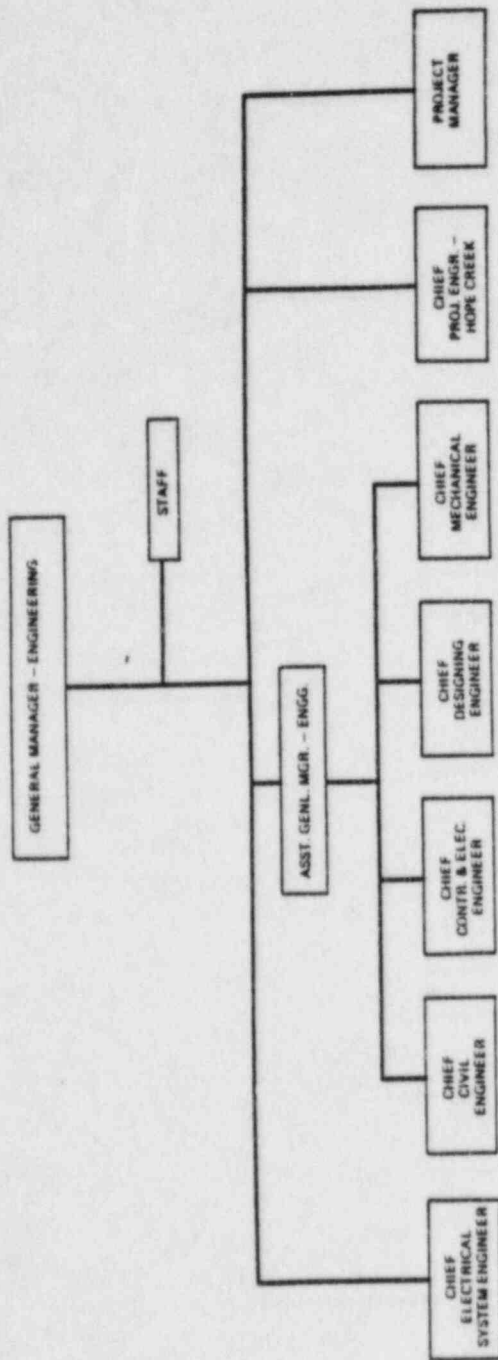 GENERAL MANAGER – ENGINEERING
STAFF
ASST. GENL. MGR. – ENGG.
CHIEF
ELECTRICAL
SYSTEM ENGINEER
CHIEF
CIVIL
ENGINEER
CHIEF
CONTR. & ELEC.
ENGINEER
CHIEF
DESIGNING
ENGINEER
CHIEF
MECHANICAL
ENGINEER
CHIEF
PROJ. ENGR. –
HOPE CREEK
PROJECT
MANAGER